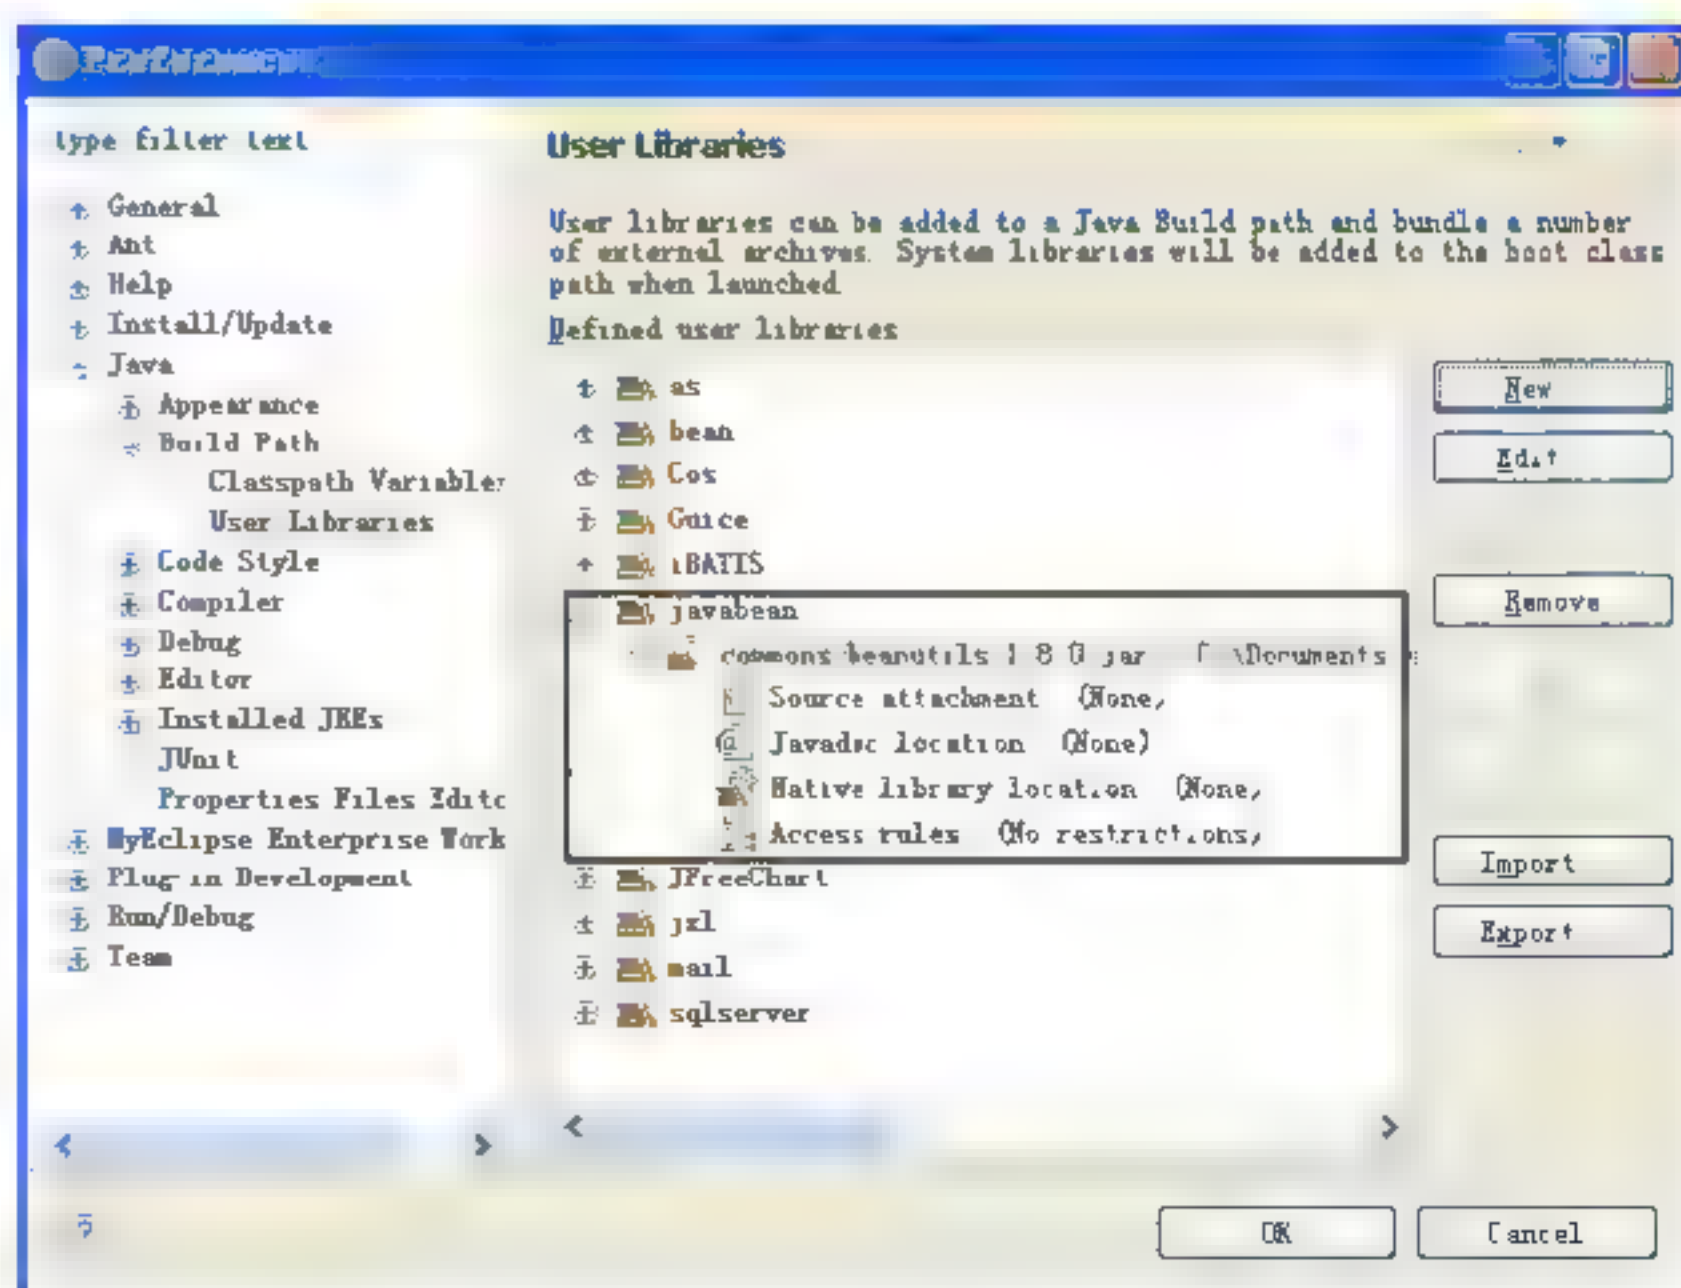 Preferences
type filter text
General
Ant
Help
Install/Update
Java
Appearance
Build Path
Classpath Variables
User Libraries
Code Style
Compiler
Debug
Editor
Installed JREs
JUnit
Properties Files Edito
MyEclipse Enterprise Work
Plug-in Development
Run/Debug
Team
User Libraries
User libraries can be added to a Java Build path and bundle a number
of external archives. System libraries will be added to the boot class
path when launched
Defined user libraries
as
bean
Cos
Guice
iBATIS
javabean
commons beanutils 1 8 0 jar \Documents
Source attachment (None)
Javadoc location (None)
Native library location (None)
Access rules (No restrictions)
JFreeChart
jxl
mail
sqlserver
New
Edit
Remove
Import
Export
OK
Cancel